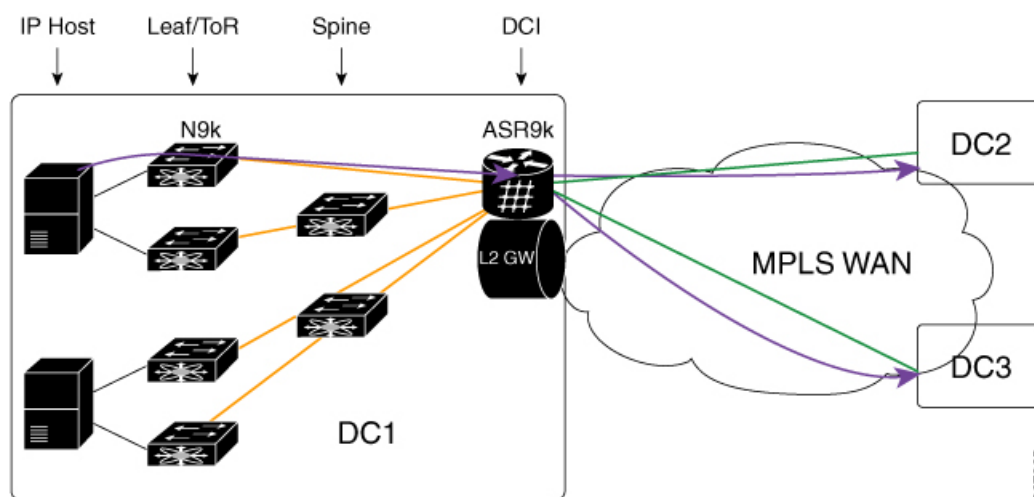 IP Host
Leaf/ToR
Spine
DCI
N9k
ASR9k
DC2
L2 GW
MPLS WAN
DC3
DC1